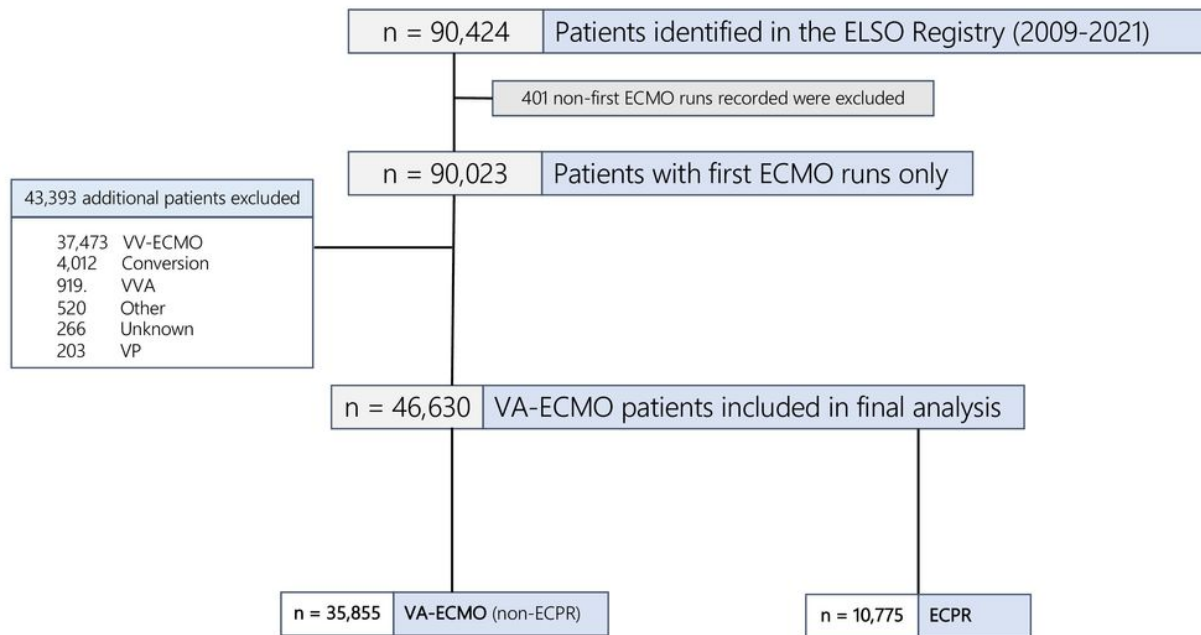 n = 90,424 Patients identified in the ELSO Registry (2009-2021)
401 non-first ECMO runs recorded were excluded
n = 90,023 Patients with first ECMO runs only
43,393 additional patients excluded
37,473 VV-ECMO
4,012 Conversion
919. VVA
520 Other
266 Unknown
203 VP
n = 46,630 VA-ECMO patients included in final analysis
n = 35,855 VA-ECMO (non-ECPR)
n = 10,775 ECPR